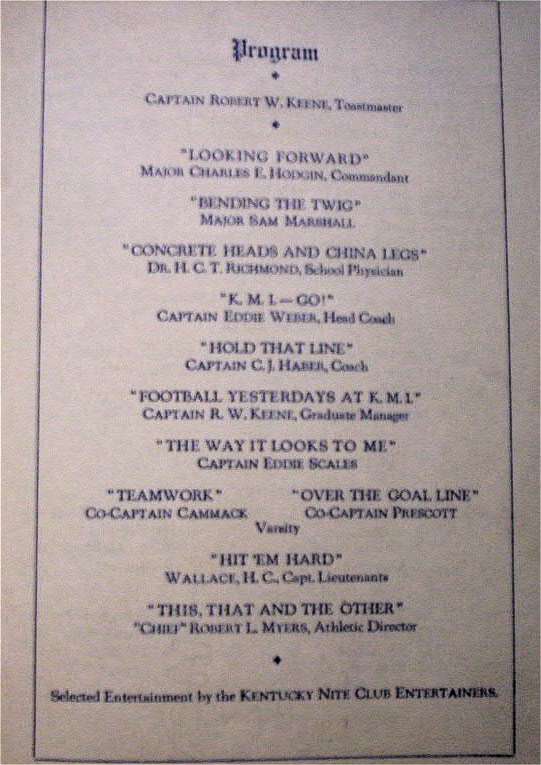 Program
CAPTAIN ROBERT W. KEENE, Toastmaster
"LOOKING FORWARD"
MAJOR CHARLES E. HODGIN, Commandant
"BENDING THE TWIG"
MAJOR SAM MARSHALL
"CONCRETE HEADS AND CHINA LEGS"
DR. H. C. T. RICHMOND, School Physician
"K. M. I. — GO!"
CAPTAIN EDDIE WEBER, Head Coach
"HOLD THAT LINE"
CAPTAIN C. J. HABER, Coach
"FOOTBALL YESTERDAYS AT K. M. I."
CAPTAIN R. W. KEENE, Graduate Manager
"THE WAY IT LOOKS TO ME"
CAPTAIN EDDIE SCALES
"TEAMWORK" "OVER THE GOAL LINE"
CO-CAPTAIN CAMMACK CO-CAPTAIN PRESCOTT
Varsity
"HIT 'EM HARD"
WALLACE, H. C., Capt. Lieutenants
"THIS, THAT AND THE OTHER"
"CHIEF" ROBERT L. MYERS, Athletic Director
Selected Entertainment by the KENTUCKY NITE CLUB ENTERTAINERS.